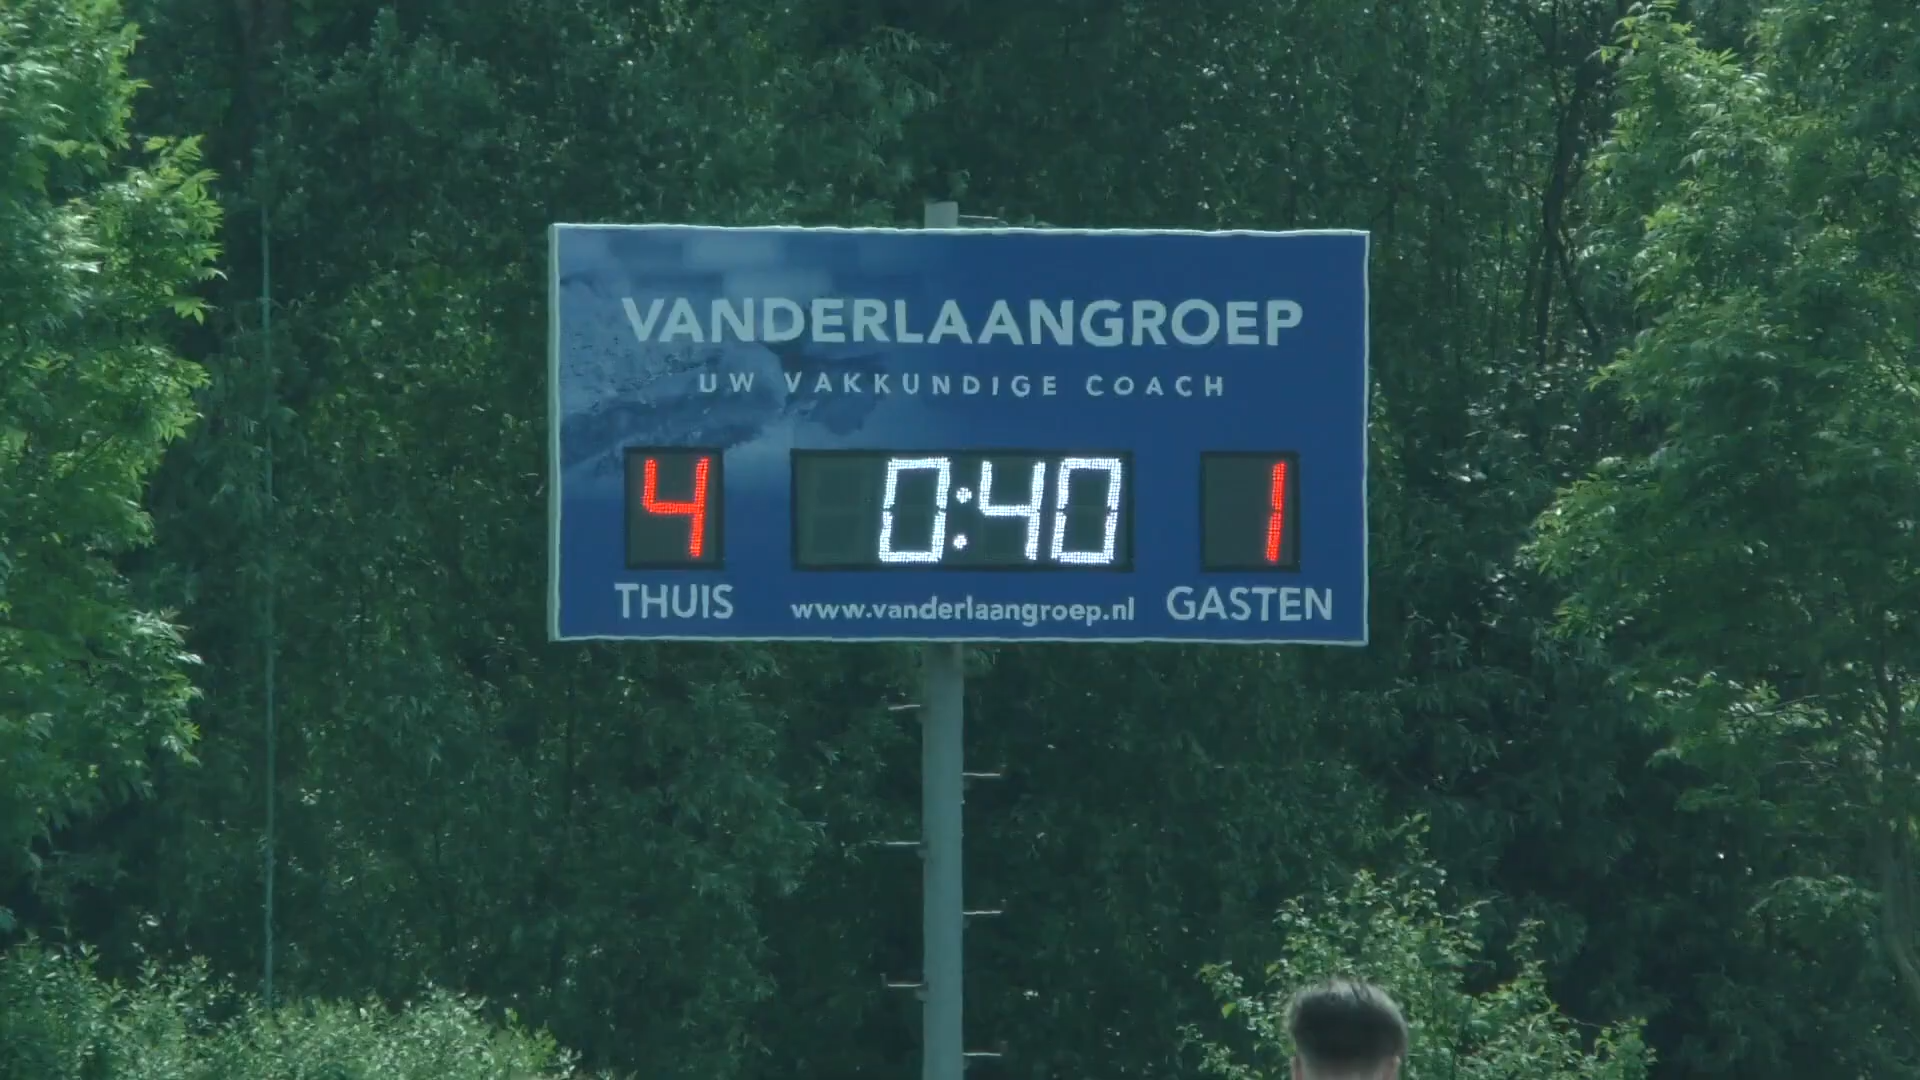 VANDERLAANGROEP
UW VAKKUNDIGE COACH
4 0:40 1
THUIS www.vanderlaangroep.nl GASTEN